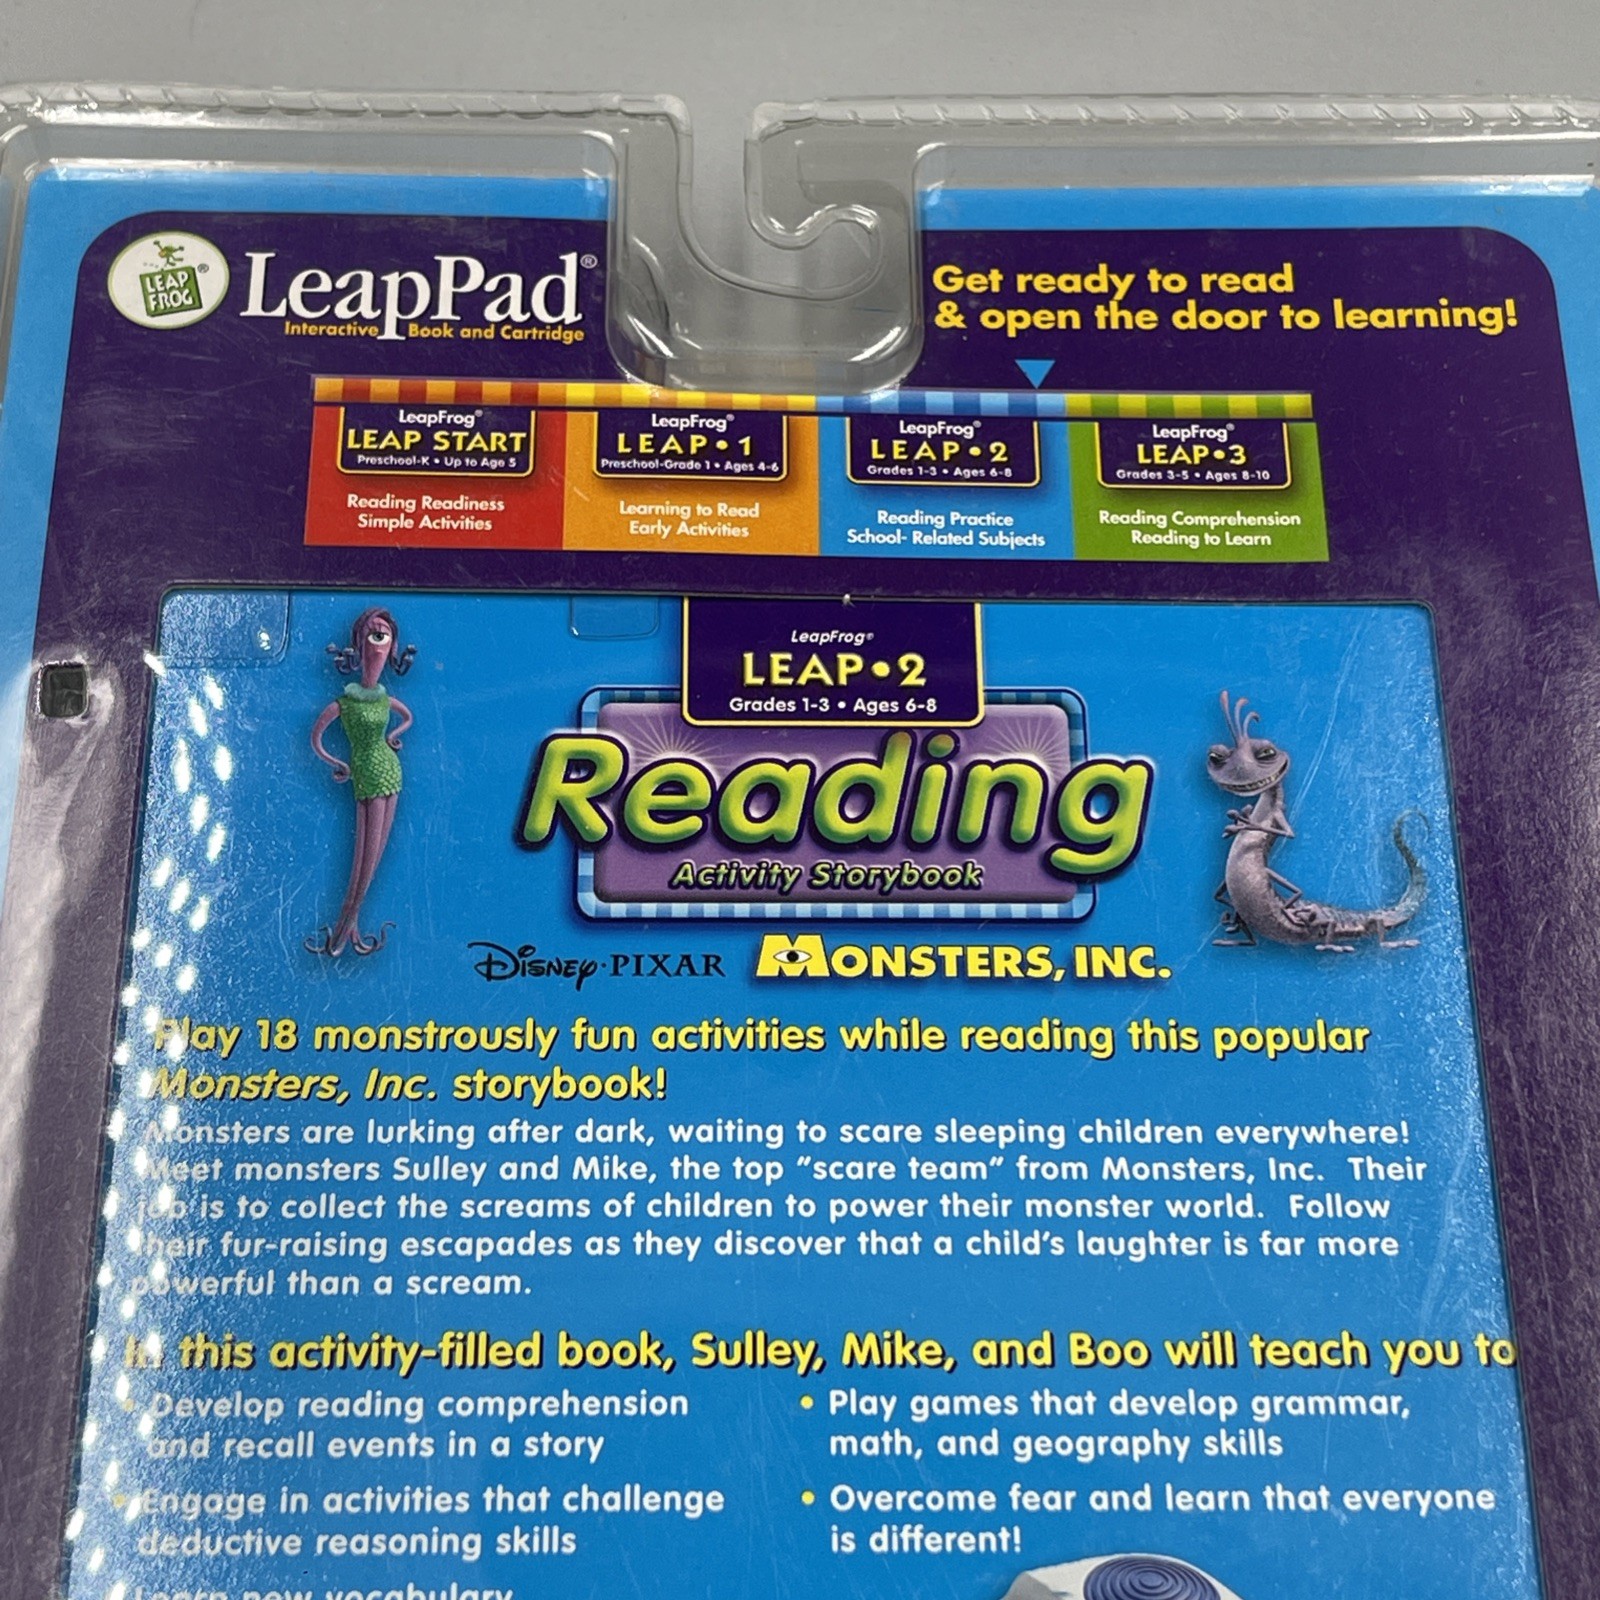 LEAP
FROG®
LeapPad®
Interactive Book and Cartridge
Get ready to read
& open the door to learning!
LeapFrog®
LEAP START
Preschool-K • Up to Age 5
Reading Readiness
Simple Activities
LeapFrog®
LEAP • 1
Preschool-Grade 1 • Ages 4-6
Learning to Read
Early Activities
LeapFrog®
LEAP • 2
Grades 1-3 • Ages 6-8
Reading Practice
School- Related Subjects
LeapFrog®
LEAP • 3
Grades 3-5 • Ages 8-10
Reading Comprehension
Reading to Learn
LeapFrog®
LEAP • 2
Grades 1-3 • Ages 6-8
Reading
Activity Storybook
DISNEY·PIXAR MONSTERS, INC.
Play 18 monstrously fun activities while reading this popular
Monsters, Inc. storybook!
Monsters are lurking after dark, waiting to scare sleeping children everywhere!
Meet monsters Sulley and Mike, the top "scare team" from Monsters, Inc. Their
job is to collect the screams of children to power their monster world. Follow
their fur-raising escapades as they discover that a child's laughter is far more
powerful than a scream.
In this activity-filled book, Sulley, Mike, and Boo will teach you to
• Develop reading comprehension
and recall events in a story
• Engage in activities that challenge
deductive reasoning skills
Learn new vocabulary
• Play games that develop grammar,
math, and geography skills
• Overcome fear and learn that everyone
is different!